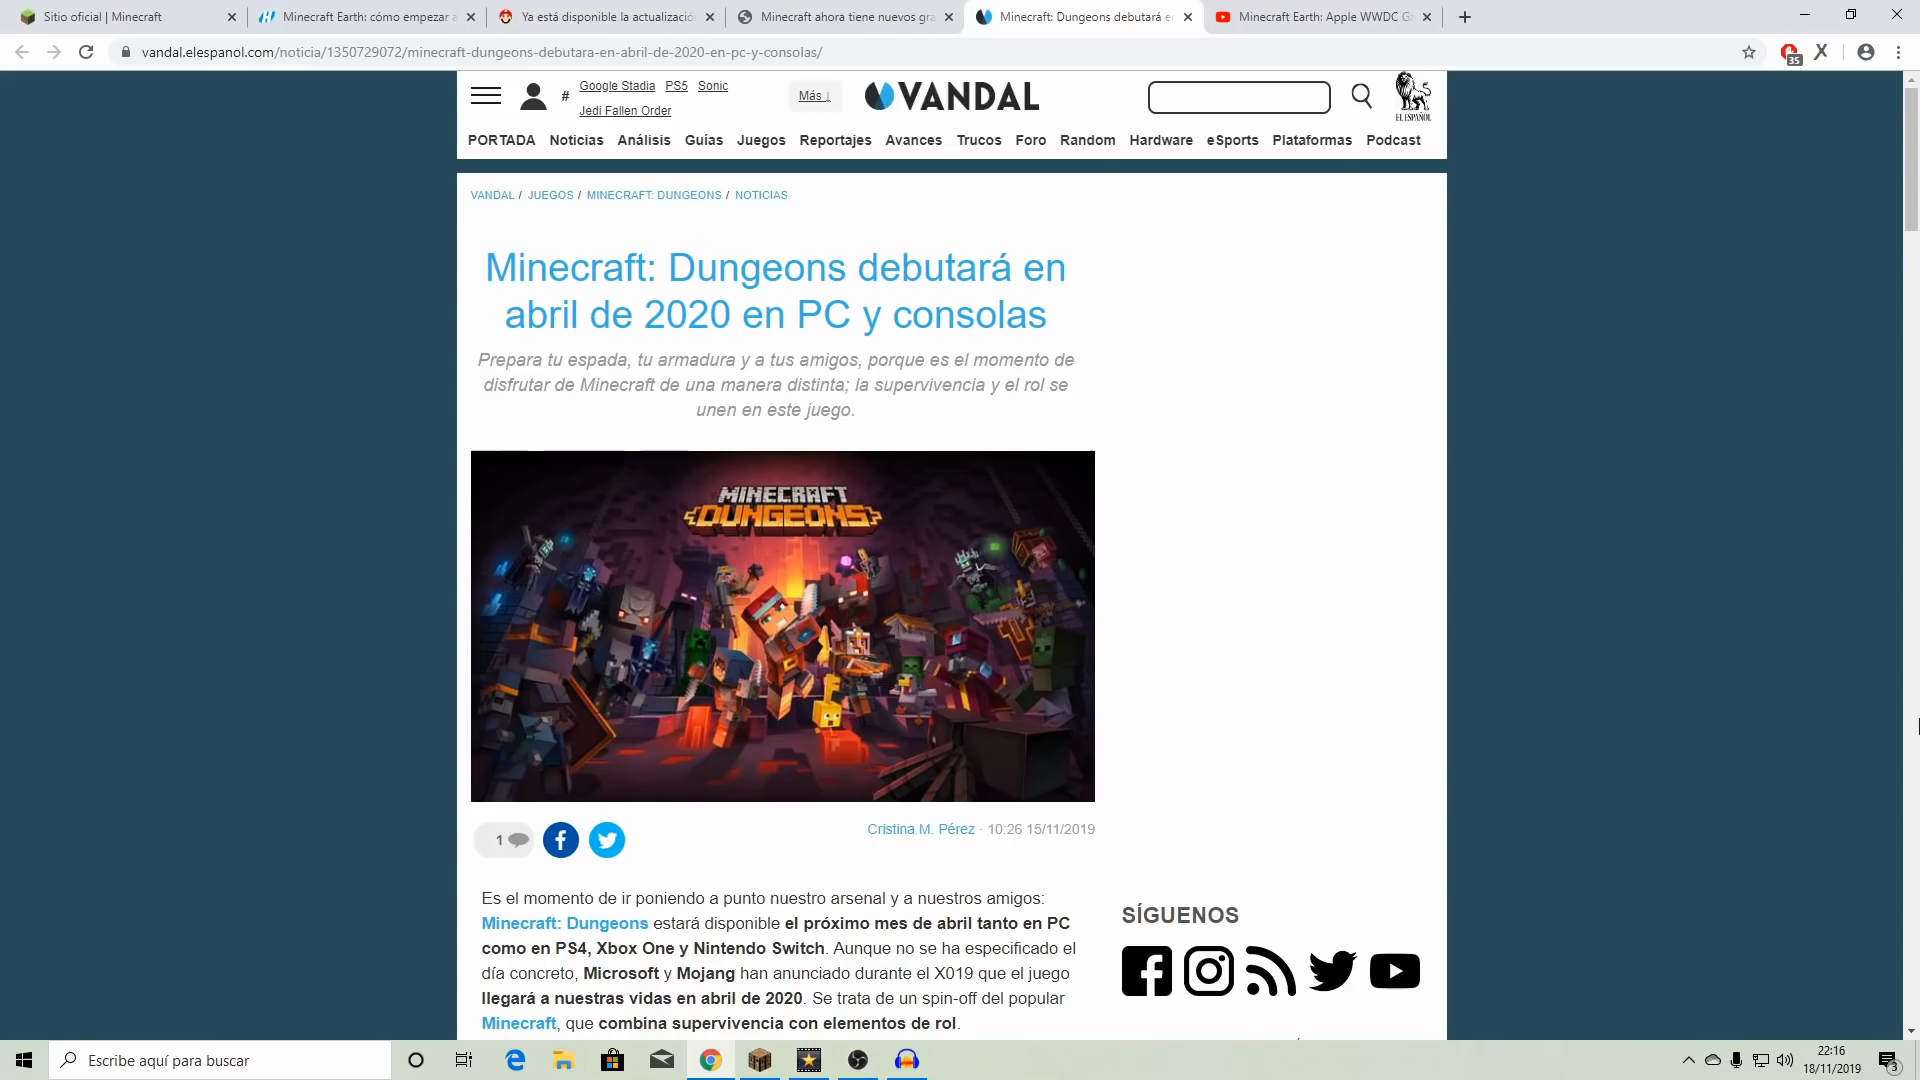 Sitio oficial | Minecraft
Minecraft Earth: cómo empezar a
Ya está disponible la actualizació
Minecraft ahora tiene nuevos grá
Minecraft: Dungeons debutará e
Minecraft Earth: Apple WWDC G
vandal.elespanol.com/noticia/1350729072/minecraft-dungeons-debutara-en-abril-de-2020-en-pc-y-consolas/
35
# Google Stadia PS5 Sonic
Jedi Fallen Order
Más ↓
VANDAL
EL ESPAÑOL
PORTADA Noticias Análisis Guías Juegos Reportajes Avances Trucos Foro Random Hardware eSports Plataformas Podcast
VANDAL / JUEGOS / MINECRAFT: DUNGEONS / NOTICIAS
Minecraft: Dungeons debutará en
abril de 2020 en PC y consolas
Prepara tu espada, tu armadura y a tus amigos, porque es el momento de
disfrutar de Minecraft de una manera distinta; la supervivencia y el rol se
unen en este juego.
MINECRAFT
DUNGEONS
1
Cristina M. Pérez · 10:26 15/11/2019
Es el momento de ir poniendo a punto nuestro arsenal y a nuestros amigos:
Minecraft: Dungeons estará disponible el próximo mes de abril tanto en PC
como en PS4, Xbox One y Nintendo Switch. Aunque no se ha especificado el
día concreto, Microsoft y Mojang han anunciado durante el X019 que el juego
llegará a nuestras vidas en abril de 2020. Se trata de un spin-off del popular
Minecraft, que combina supervivencia con elementos de rol.
SÍGUENOS
Escribe aquí para buscar
22:16
18/11/2019
3